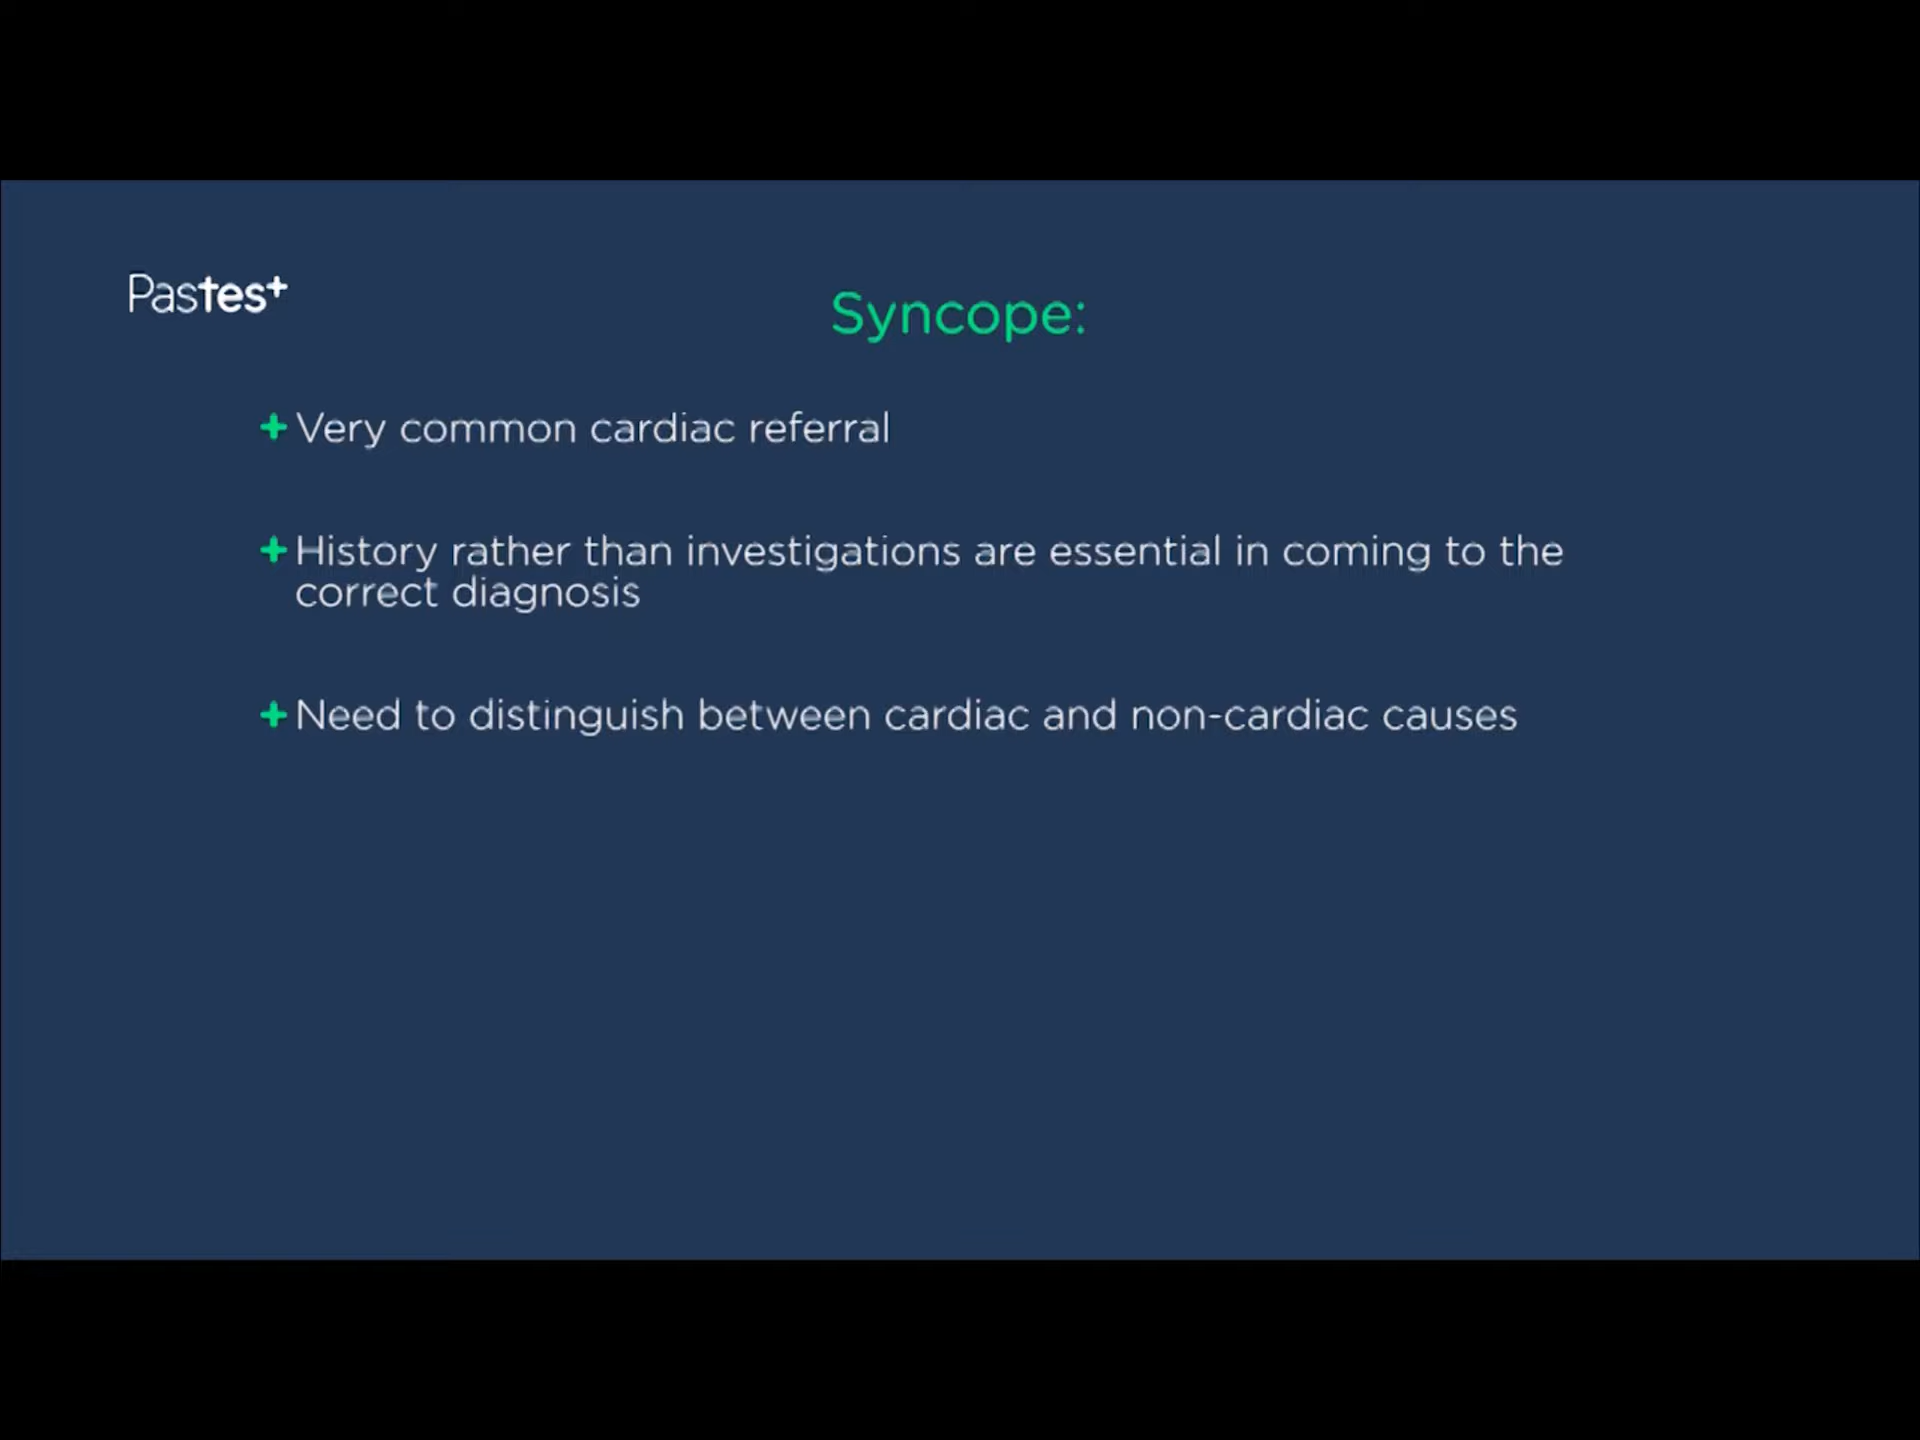 Pastes+
Syncope:
+ Very common cardiac referral
+ History rather than investigations are essential in coming to the
correct diagnosis
+ Need to distinguish between cardiac and non-cardiac causes